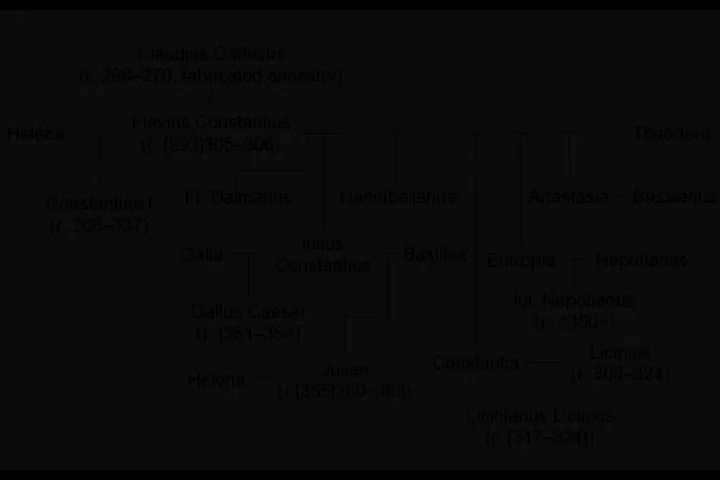 Claudius Gothicus
(r. 268–270, fabricated ancestry)
Helena
Flavius Constantius
(r. [293]305–306)
Theodora
Constantine I
(r. 306–337)
Fl. Dalmatius
Hannibalianus
Anastasia
Bassianus
Galla
Julius
Constantius
Basilina
Eutropia
Nepotianus
Gallus Caesar
(r. [351–354)
Iul. Nepotianus
(r. <350<)
Helena
Julian
(r.[355]360–363)
Constantia
Licinius
(r. 308–324)
Licinianus Licinius
(r. [317–324])